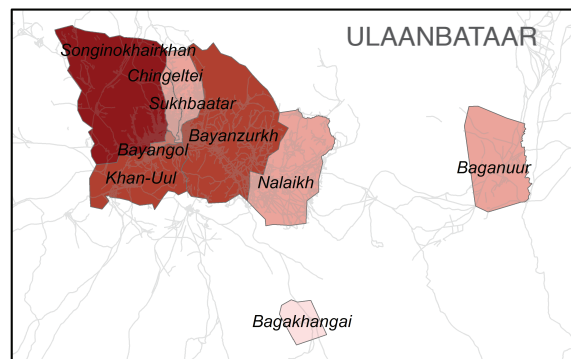 ULAANBATAAR
Songinokhairkhan
Chingeltei
Sukhbaatar
Bayanzurkh
Bayangol
Khan-Uul
Nalaikh
Baganuur
Bagakhangai